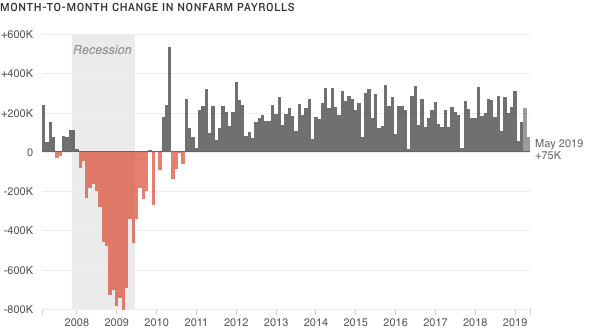 MONTH-TO-MONTH CHANGE IN NONFARM PAYROLLS
+600K
Recession
+400K
+200K
May 2019
0
+75K
-200K
-400K
-600K
-800K
2008 2009 2010 2011 2012 2013 2014 2015 2016 2017 2018 2019